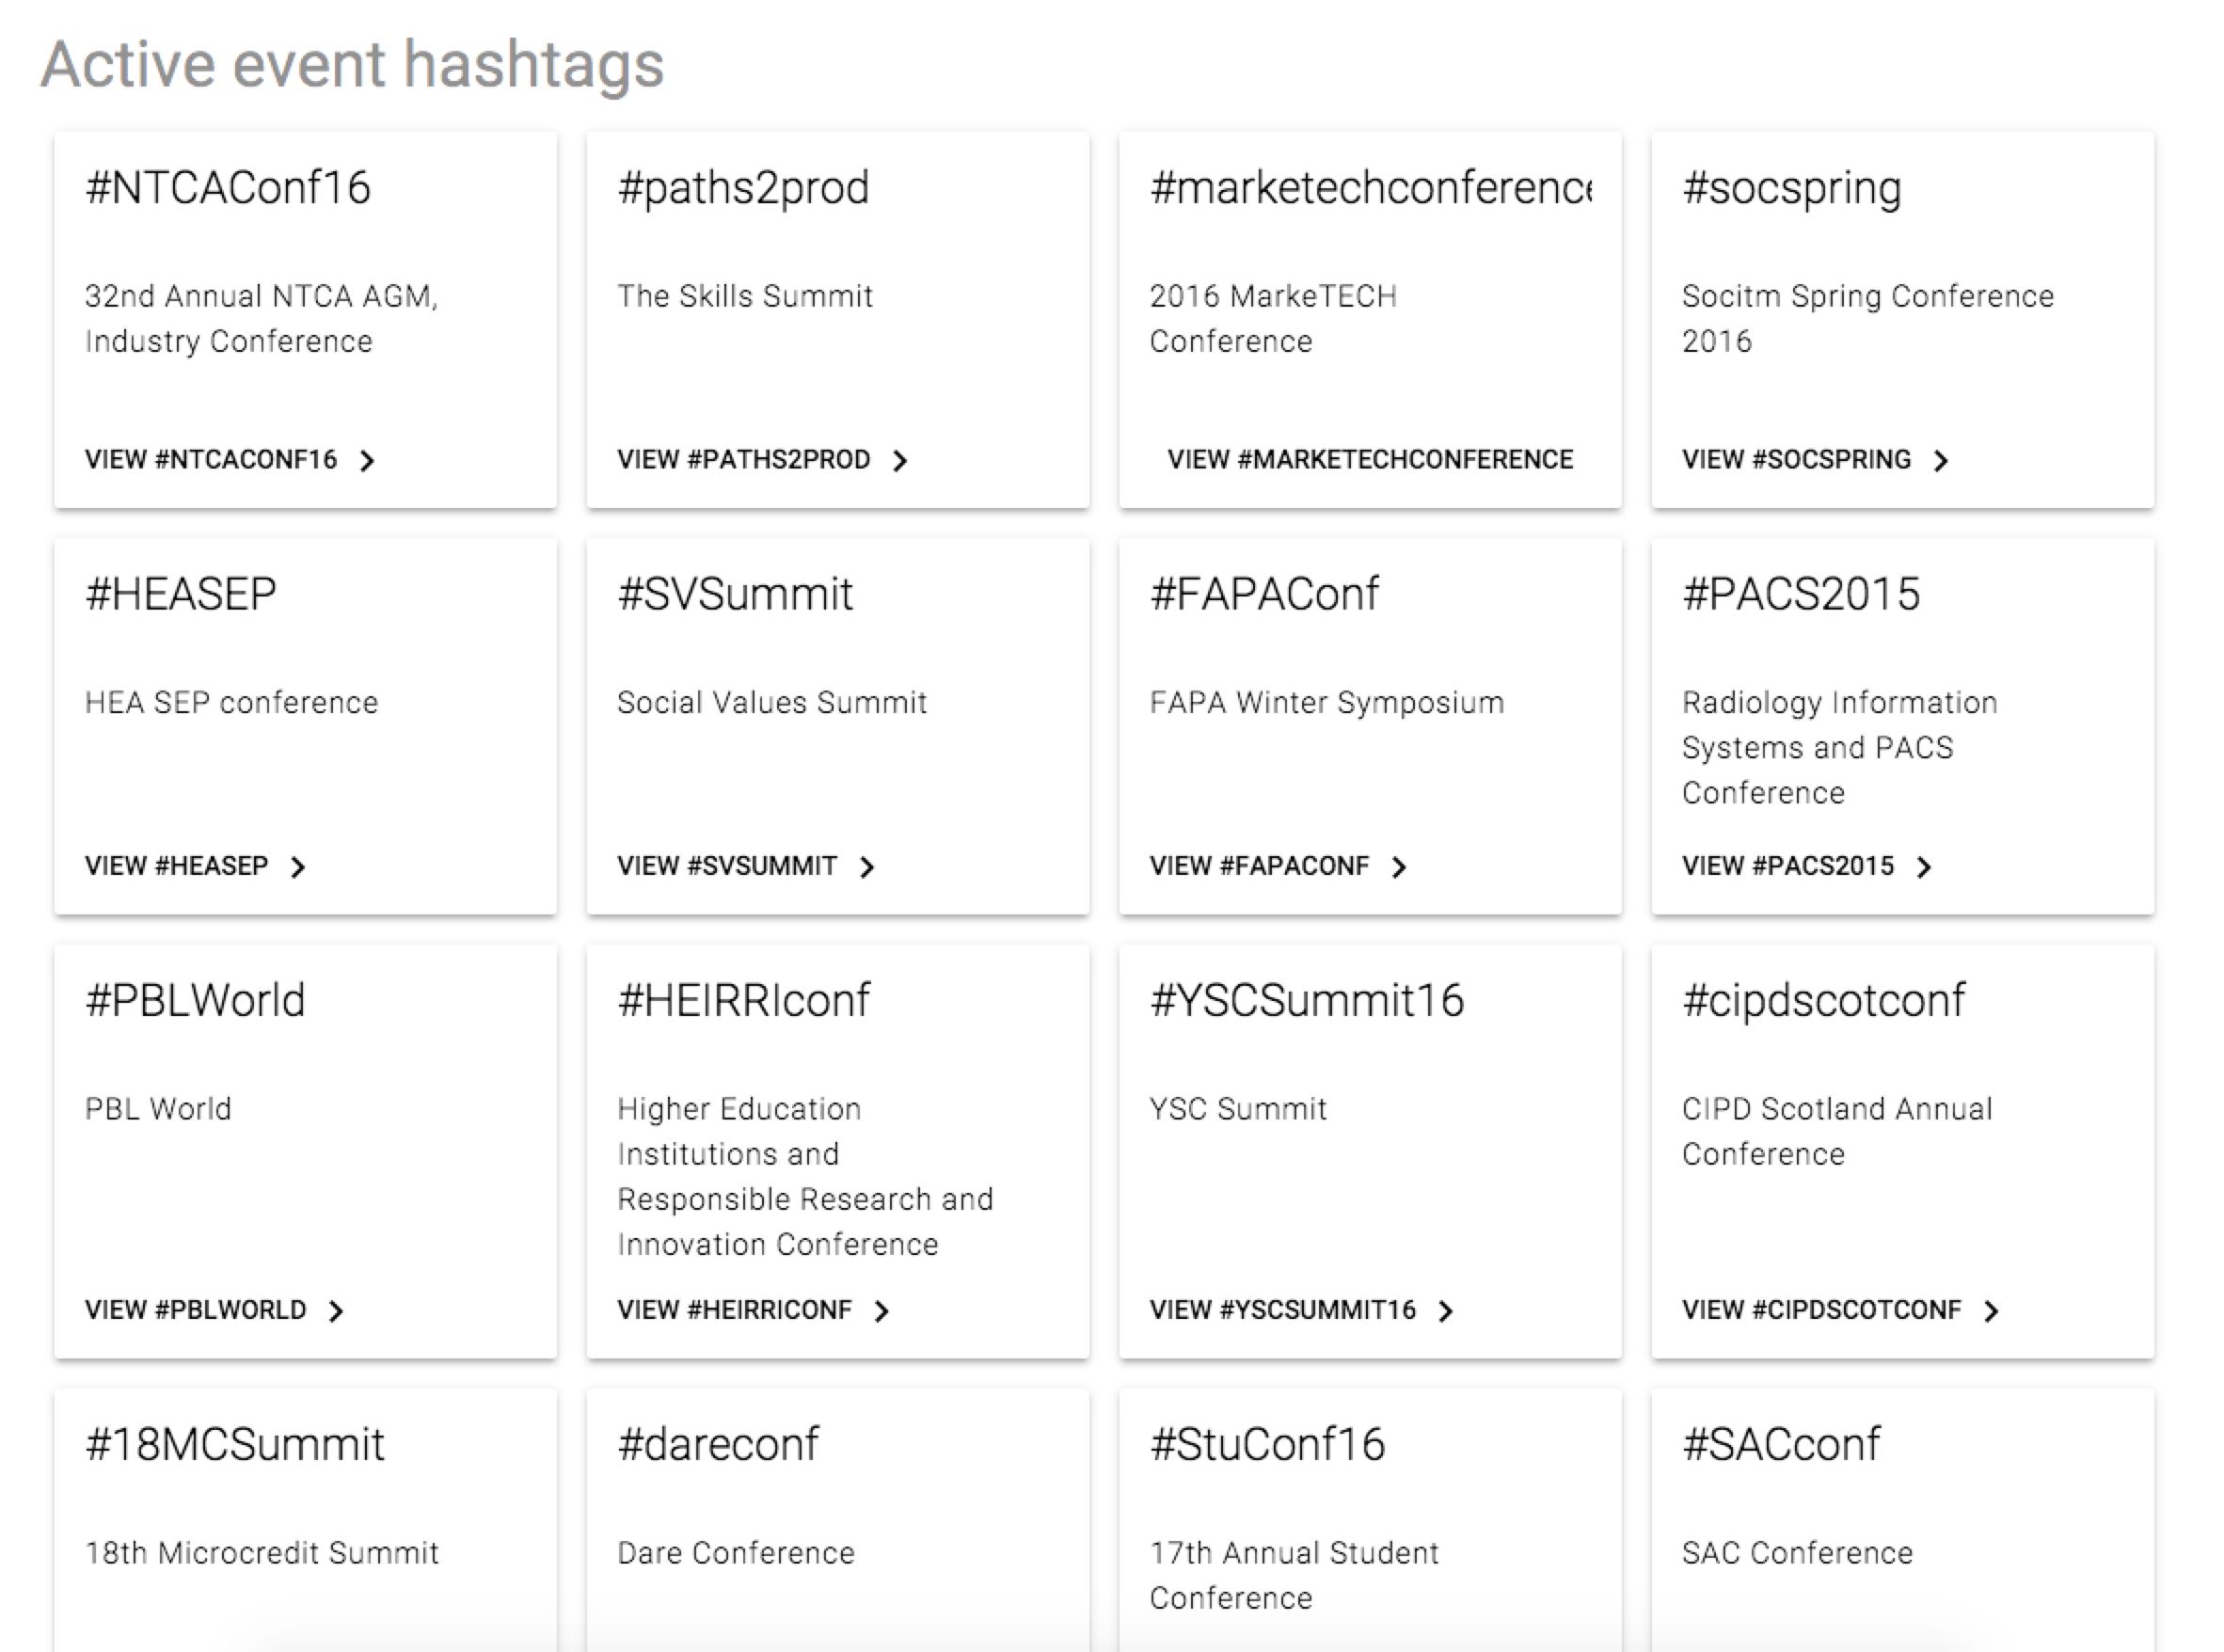 Active event hashtags
#NTCAConf16
32nd Annual NTCA AGM,
Industry Conference
VIEW #NTCACONF16
#paths2prod
The Skills Summit
VIEW #PATHS2PROD
#marketechconference
2016 MarkeTECH
Conference
VIEW #MARKETECHCONFERENCE
#socspring
Socitm Spring Conference
2016
VIEW #SOCSPRING
#HEASEP
HEA SEP conference
VIEW #HEASEP
#SVSummit
Social Values Summit
VIEW #SVSUMMIT
#FAPAConf
FAPA Winter Symposium
VIEW #FAPACONF
#PACS2015
Radiology Information
Systems and PACS
Conference
VIEW #PACS2015
#PBLWorld
PBL World
VIEW #PBLWORLD
#HEIRRIconf
Higher Education
Institutions and
Responsible Research and
Innovation Conference
VIEW #HEIRRICONF
#YSCSummit16
YSC Summit
VIEW #YSCSUMMIT16
#cipdscotconf
CIPD Scotland Annual
Conference
VIEW #CIPDSCOTCONF
#18MCSummit
18th Microcredit Summit
#dareconf
Dare Conference
#StuConf16
17th Annual Student
Conference
#SACconf
SAC Conference